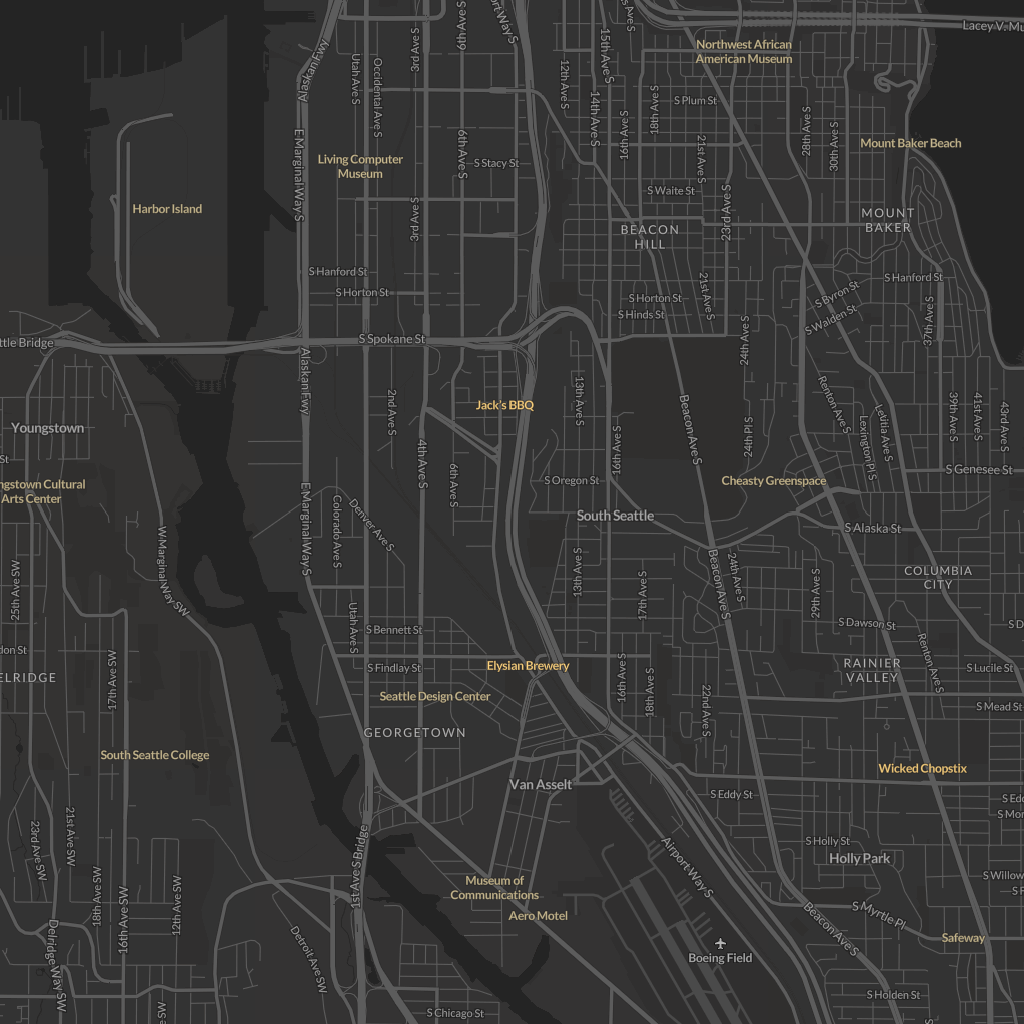 6th Ave S
Lacey V. Mu
15th Ave S
3rd Ave S
Northwest African
American Museum
Alaskan Fwy
Utah Ave S
Occidental Ave S
12th Ave S
14th Ave S
18th Ave S
S Plum St
16th Ave S
28th Ave S
30th Ave S
E Marginal Way S
6th Ave S
21st Ave S
Mount Baker Beach
Living Computer
Museum
S Stacy St
S Waite St
Harbor Island
3rd Ave S
23rd Ave S
MOUNT
BAKER
BEACON
HILL
S Hanford St
S Hanford St
S Horton St
S Horton St
21st Ave S
S Byron St
S Hinds St
S Walden St
37th Ave S
ttle Bridge
S Spokane St
24th Ave S
Alaskan Fwy
2nd Ave S
Jack's BBQ
13th Ave S
Renton Ave S
Letitia Ave S
39th Ave S
41st Ave S
43rd Ave S
Youngstown
Beacon Ave S
24th Pl S
Lexington Pl S
4th Ave S
16th Ave S
St
6th Ave S
S Genesee St
ngstown Cultural
Arts Center
S Oregon St
Cheasty Greenspace
E Marginal Way S
Colorado Ave S
Denver Ave S
South Seattle
S Alaska St
W Marginal Way SW
13th Ave S
Beacon Ave S
24th Ave S
COLUMBIA
CITY
25th Ave SW
17th Ave S
29th Ave S
Utah Ave S
S Bennett St
S Dawson St
S D
don St
S Findlay St
Elysian Brewery
16th Ave S
18th Ave S
Renton Ave S
RAINIER
VALLEY
S Lucile St
ELRIDGE
17th Ave SW
Seattle Design Center
22nd Ave S
S Mead St
GEORGETOWN
South Seattle College
Wicked Chopstix
Van Asselt
S Eddy St
S Edd
S Mor
23rd Ave SW
21st Ave SW
1st Ave S Bridge
Airport Way S
S Holly St
Holly Park
18th Ave SW
16th Ave SW
12th Ave SW
Museum of
Communications
S Willow
S F
Aero Motel
S Myrtle Pl
Beacon Ave S
Safeway
Delridge Way SW
Detroit Ave SW
Boeing Field
S Holden St
S Chicago St